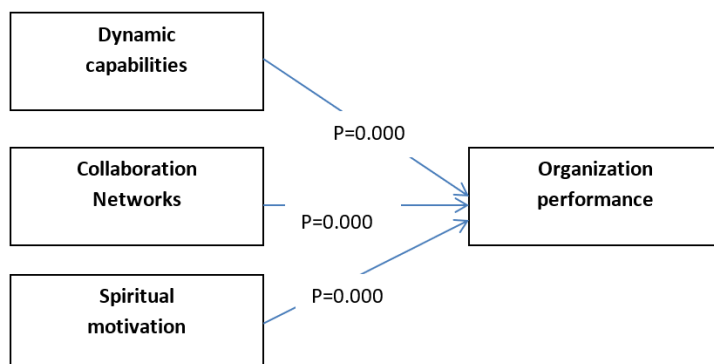 Dynamic
capabilities
P=0.000
Collaboration
Networks
Organization
performance
P=0.000
Spiritual
motivation
P=0.000